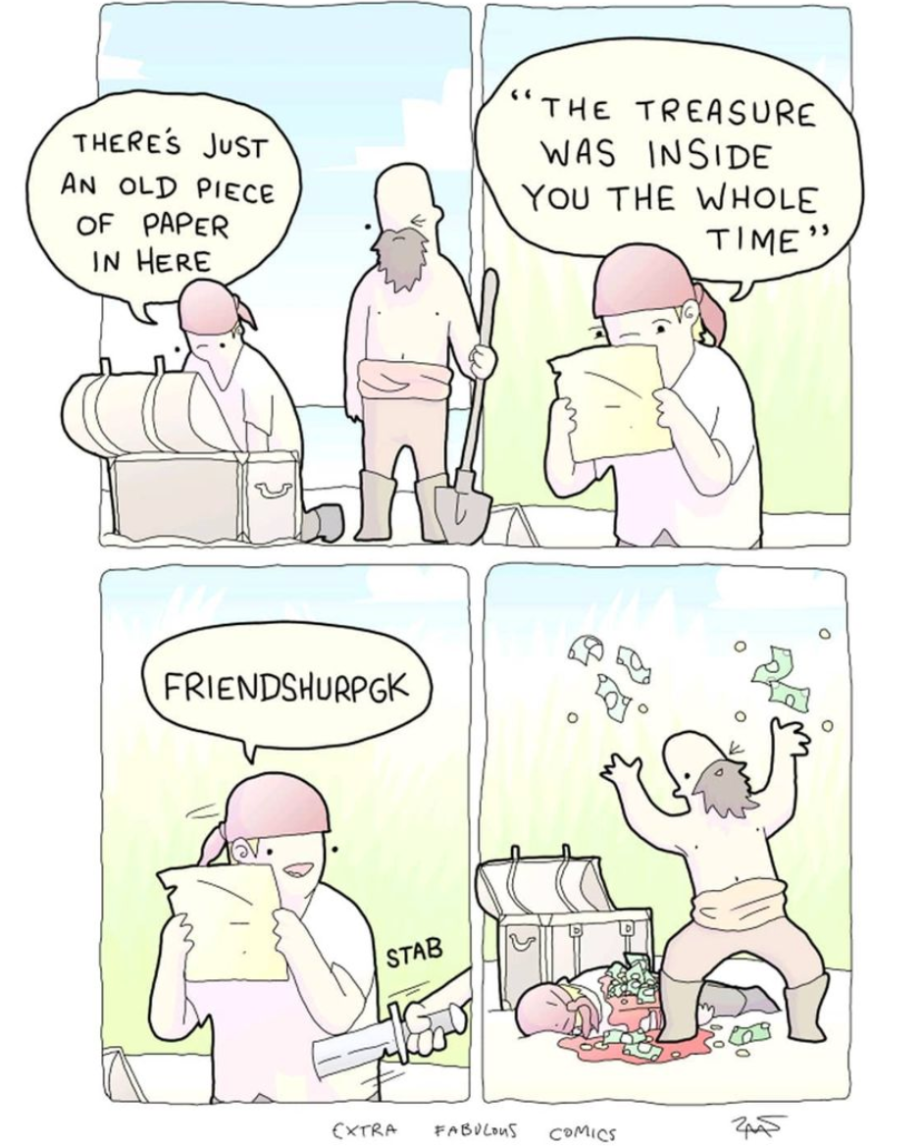 THERE'S JUST
AN OLD PIECE
OF PAPER
IN HERE
“THE TREASURE
WAS INSIDE
YOU THE WHOLE
TIME”
FRIENDSHURPGK
STAB
EXTRA FABULOUS COMICS